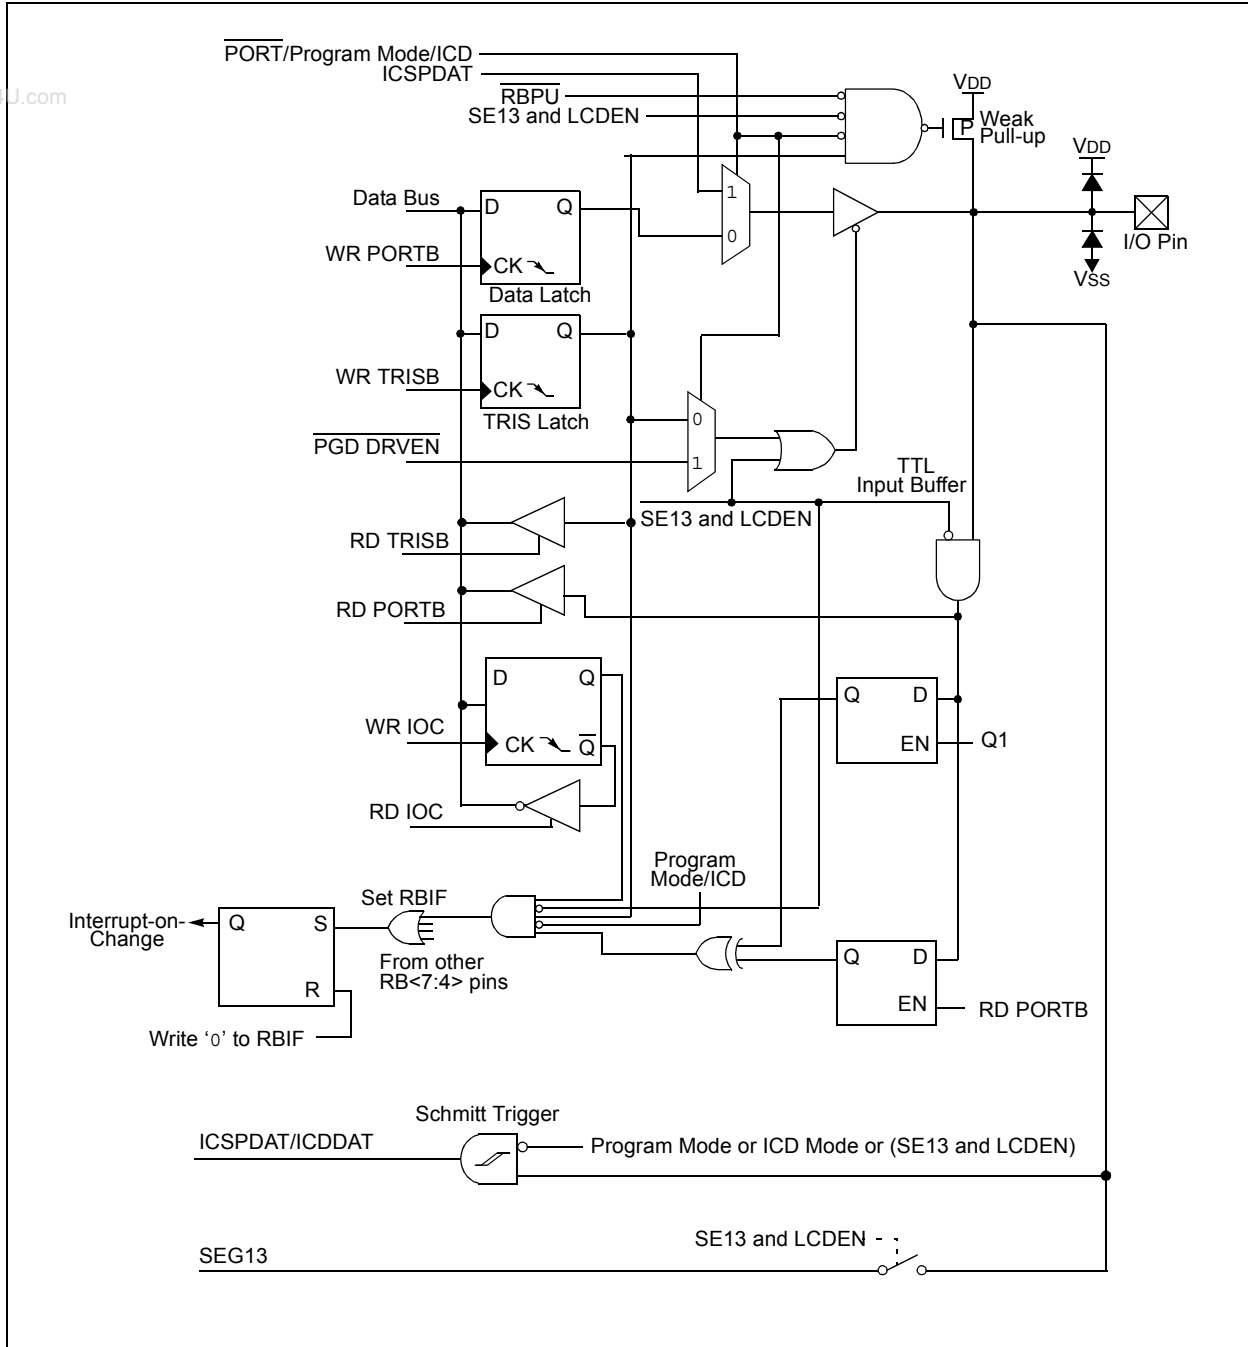 PORT/Program Mode/ICD
ICSPDAT
4U.com
RBPU
SE13 and LCDEN
VDD
P
Weak
Pull-up
VDD
I/O Pin
VSS
1
0
Data Bus
D
Q
WR PORTB
CK
Data Latch
D
Q
WR TRISB
CK
TRIS Latch
0
1
PGD DRVEN
TTL
Input Buffer
SE13 and LCDEN
RD TRISB
RD PORTB
D
Q
WR IOC
CK
Q
RD IOC
Q
D
EN
Q1
Program
Mode/ICD
Set RBIF
Interrupt-on-
Change
Q
S
R
From other
RB<7:4> pins
Write ‘0’ to RBIF
Q
D
EN
RD PORTB
Schmitt Trigger
ICSPDAT/ICDDAT
Program Mode or ICD Mode or (SE13 and LCDEN)
SE13 and LCDEN
SEG13